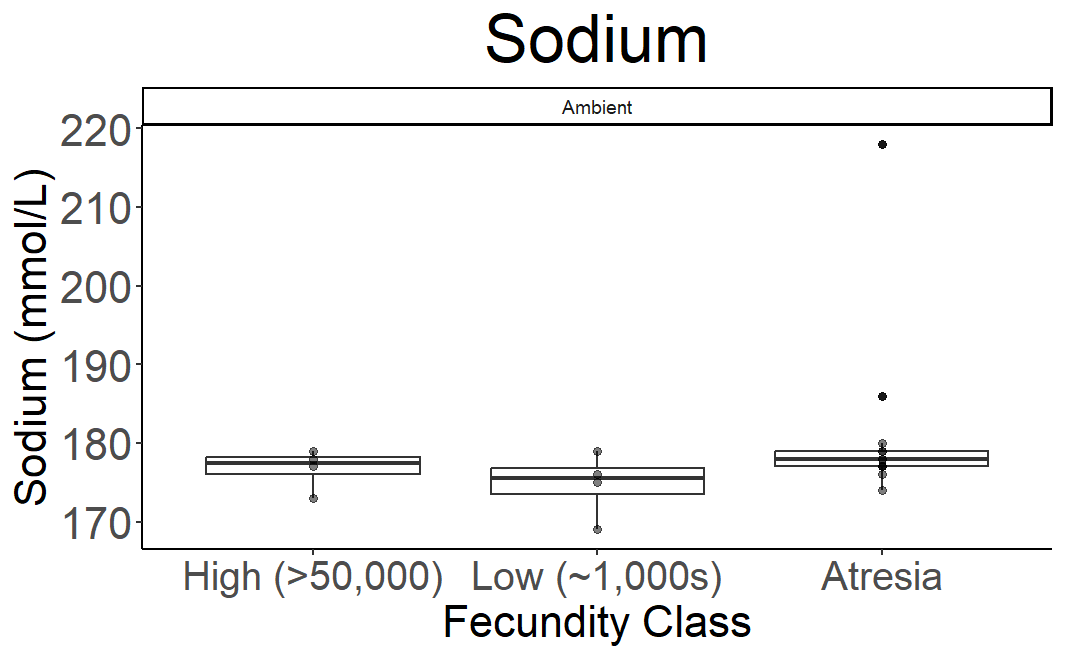 Sodium
Ambient
Sodium (mmol/L)
220
210
200
190
180
170
High (>50,000) Low (~1,000s) Atresia
Fecundity Class